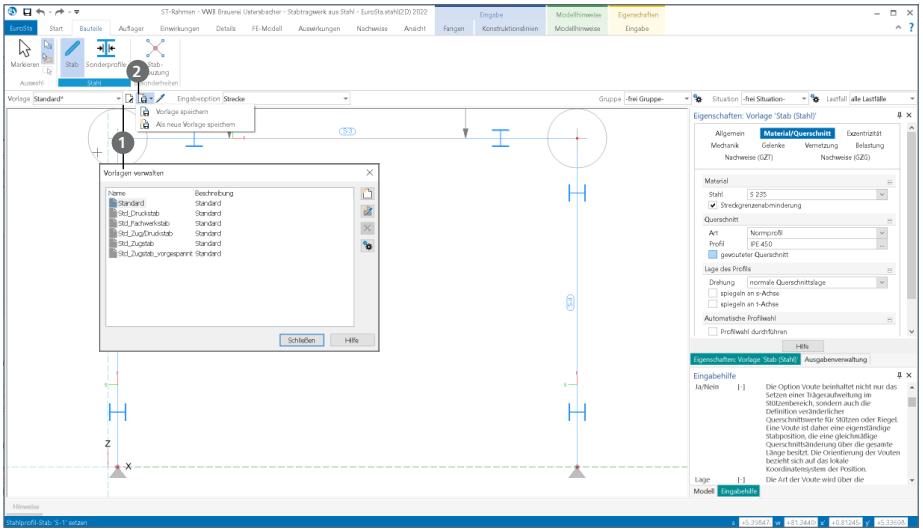 ST-Rahmen - VWB Brauerei Ustersbacher - Stabtragwerk aus Stahl - EuroSta.stahl(2D) 2022
Eingabe
Modellhinweise
Eigenschaften
EuroSta
Start
Bauteile
Auflager
Einwirkungen
Details
FE-Modell
Auswirkungen
Nachweise
Ansicht
Fangen
Konstruktionslinien
Modellhinweise
Eingabe
Markieren
Stab
Sonderprofile
Stab-
Auswahl
Stahl
2
Vorlage Standard*
Eingabeoption Strecke
Gruppe -frei Gruppe-
Situation -frei Situation-
Lastfall alle Lastfälle
Vorlage speichern
Als neue Vorlage speichern
1
S-3
Vorlagen verwalten
Name
Beschreibung
Standard Standard
Std_Druckstab Standard
Std_Fachwerkstab Standard
Std_Zug/Druckstab Standard
Std_Zugstab Standard
Std_Zugstab_vorgespannt Standard
Schließen
Hilfe
s
s
Z
X
Eigenschaften: Vorlage 'Stab (Stahl)'
Allgemein
Material/Querschnitt
Exzentrizität
Mechanik
Gelenke
Vernetzung
Belastung
Nachweise (GZT)
Nachweise (GZG)
Material
Stahl S 235
Streckgrenzenabminderung
Querschnitt
Art Normprofil
Profil IPE 450
gevouteter Querschnitt
Lage des Profils
Drehung normale Querschnittslage
spiegeln an s-Achse
spiegeln an t-Achse
Automatische Profilwahl
Profilwahl durchführen
Hilfe
Eigenschaften: Vorlage 'Stab (Stahl)'
Ausgabenverwaltung
Eingabehilfe
Ja/Nein [-] Die Option Voute beinhaltet nicht nur das
Setzen einer Trägeraufweitung im
Stützenbereich, sondern auch die
Definition veränderlicher
Querschnittswerte für Stützen oder Riegel.
Eine Voute ist daher eine eigenständige
Stabposition, die eine gleichmäßige
Querschnittsänderung über die gesamte
Länge besitzt. Die Orientierung der Vouten
bezieht sich auf das lokale
Koordinatensystem der Position.
Lage [-] Die Art der Voute wird über die
Modell
Eingabehilfe
Hinweise
Stahlprofil-Stab 'S-1' setzen